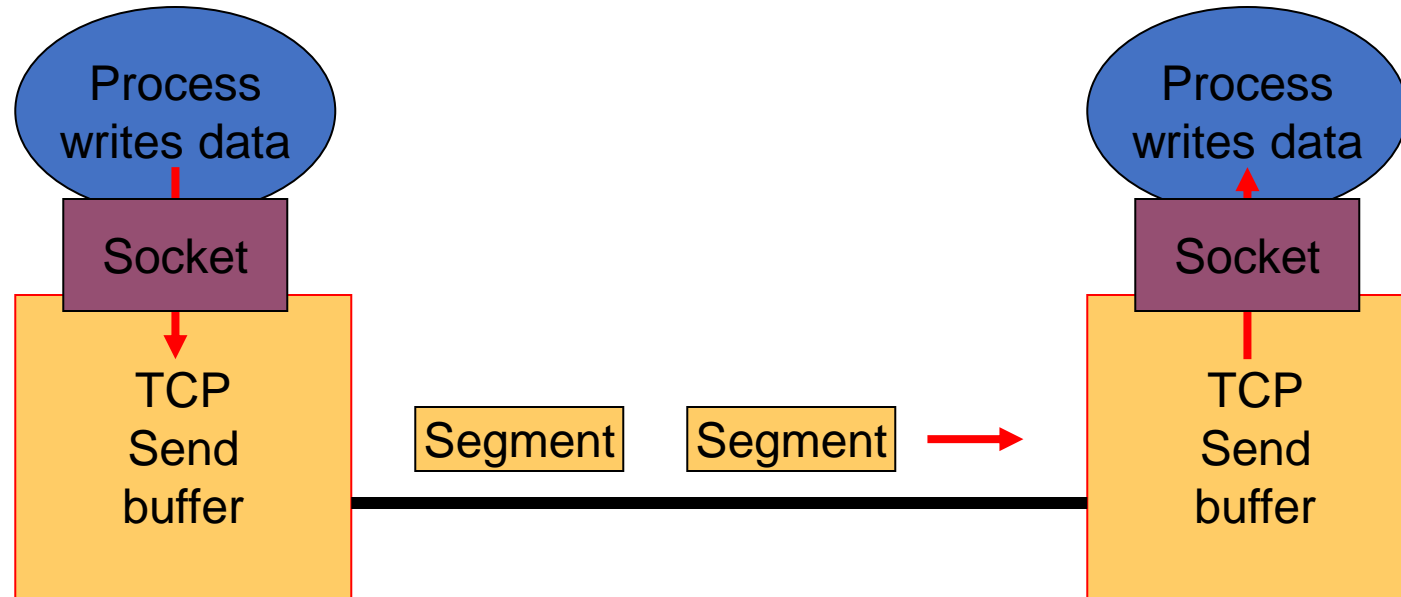 Process
writes data
Process
writes data
Socket
Socket
TCP
Send
buffer
Segment
Segment
TCP
Send
buffer